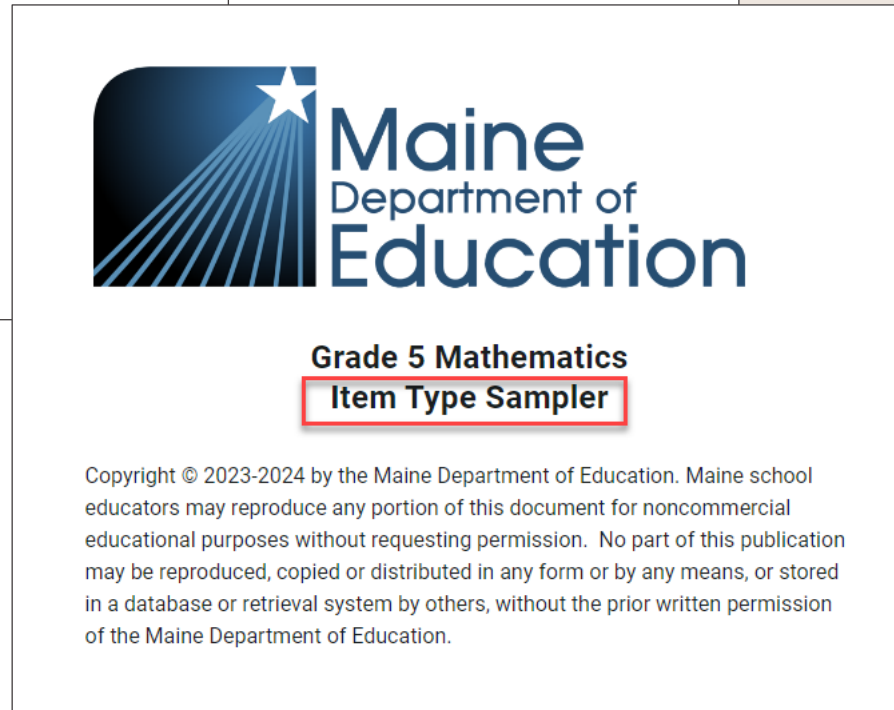 Maine
Department of
Education
Grade 5 Mathematics
Item Type Sampler
Copyright © 2023-2024 by the Maine Department of Education. Maine school
educators may reproduce any portion of this document for noncommercial
educational purposes without requesting permission.  No part of this publication
may be reproduced, copied or distributed in any form or by any means, or stored
in a database or retrieval system by others, without the prior written permission
of the Maine Department of Education.